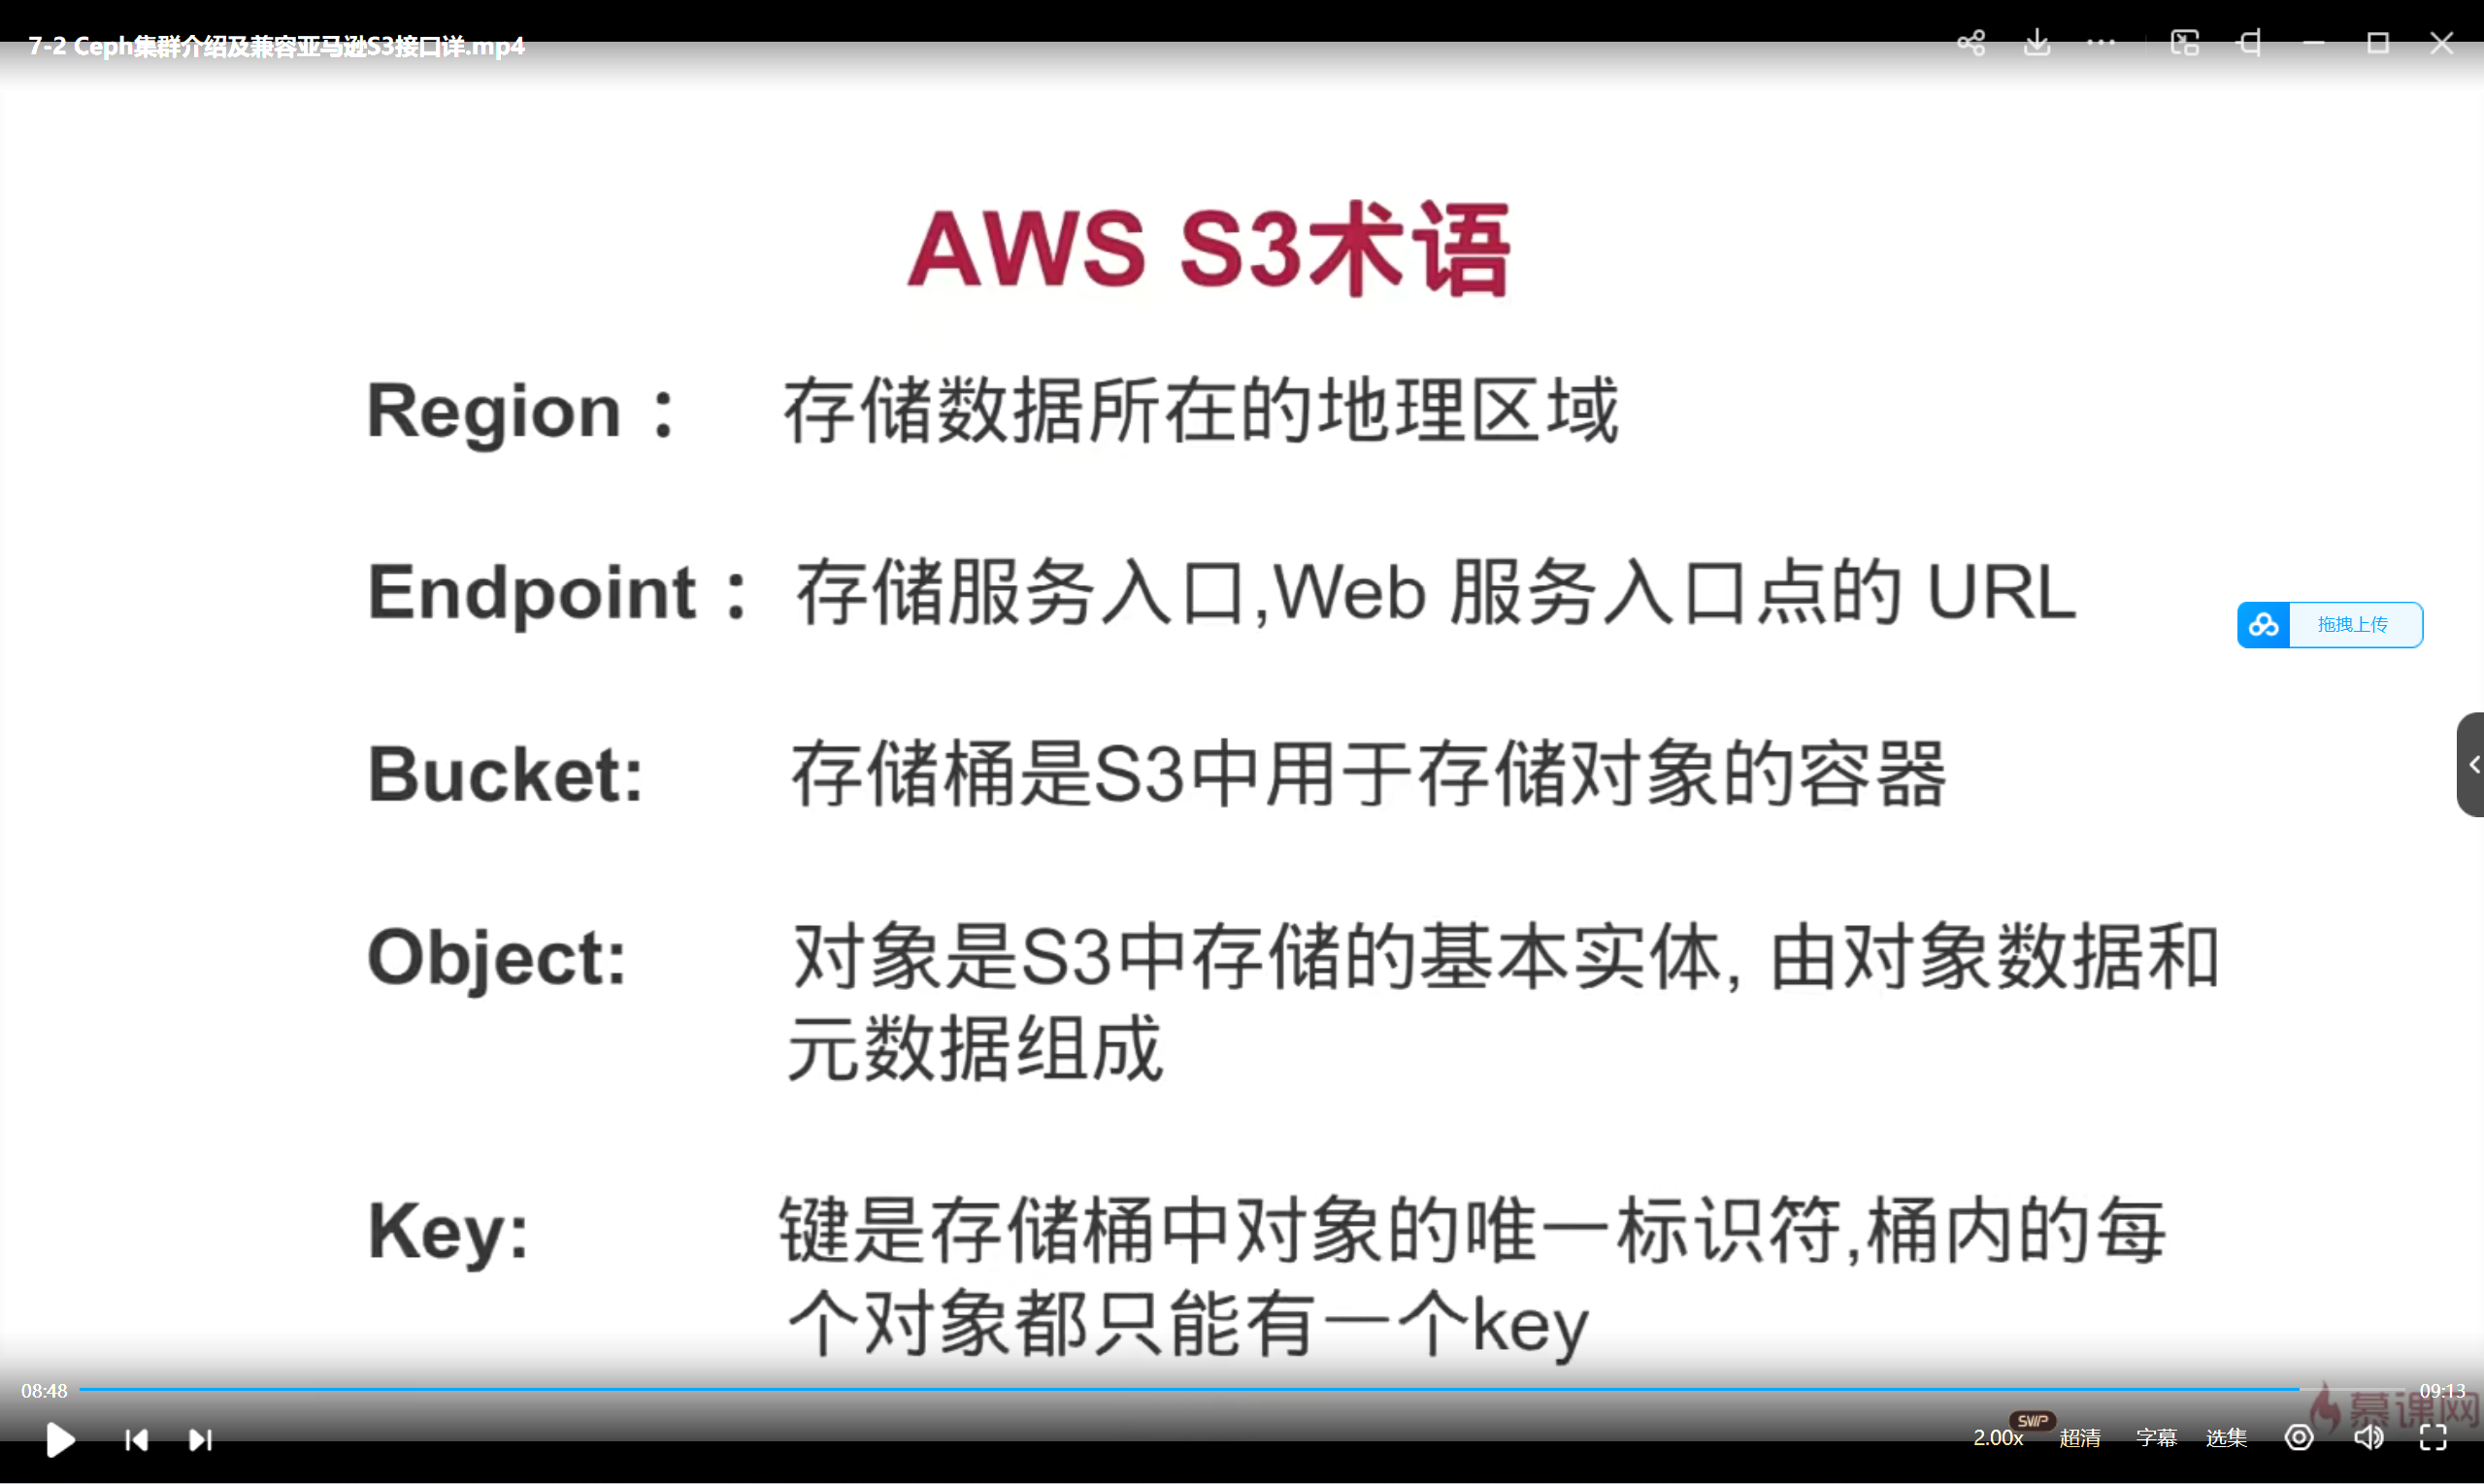 7-2 Ceph集群介绍及兼容亚马逊S3接口详.mp4
AWS S3术语
Region： 存储数据所在的地理区域
Endpoint： 存储服务入口,Web 服务入口点的 URL
拖拽上传
Bucket: 存储桶是S3中用于存储对象的容器
Object: 对象是S3中存储的基本实体, 由对象数据和
元数据组成
Key: 键是存储桶中对象的唯一标识符,桶内的每
个对象都只能有一个key
08:48
09:13
慕课网
SVIP
2.00x 超清 字幕 选集